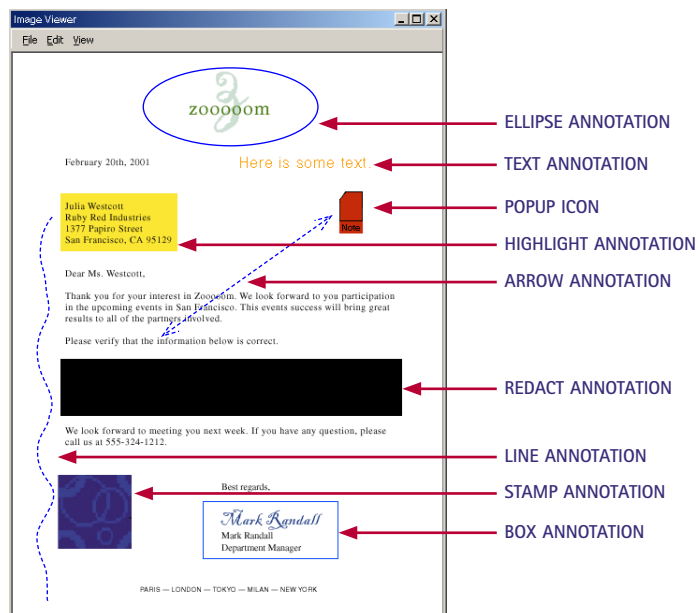 Image Viewer
File Edit View
zooooom
ELLIPSE ANNOTATION
February 20th, 2001
Here is some text.
TEXT ANNOTATION
Julia Westcott
Ruby Red Industries
1377 Papiro Street
San Francisco, CA 95129
Note
POPUP ICON
HIGHLIGHT ANNOTATION
Dear Ms. Westcott,
ARROW ANNOTATION
Thank you for your interest in Zooooom. We look forward to you participation
in the upcoming events in San Francisco. This events success will bring great
results to all of the partners involved.
Please verify that the information below is correct.
REDACT ANNOTATION
We look forward to meeting you next week. If you have any question, please
call us at 555-324-1212.
LINE ANNOTATION
Best regards,
STAMP ANNOTATION
Mark Randall
Mark Randall
Department Manager
BOX ANNOTATION
PARIS — LONDON — TOKYO — MILAN — NEW YORK